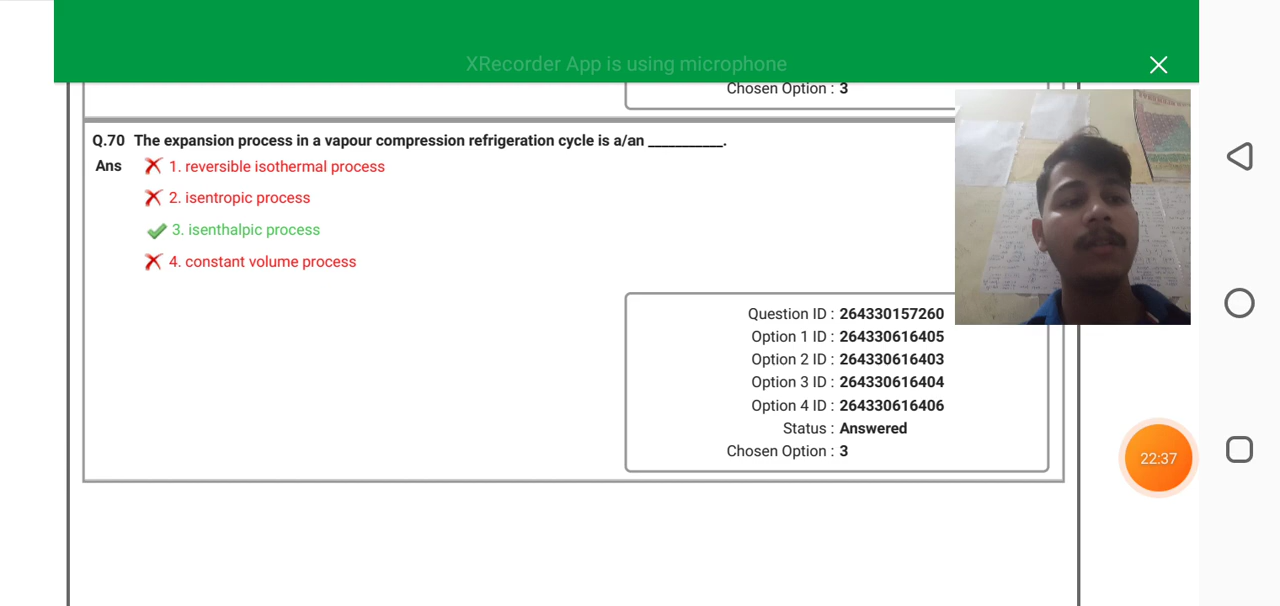 XRecorder App is using microphone
Chosen Option : 3
Q.70 The expansion process in a vapour compression refrigeration cycle is a/an __________.
Ans 1. reversible isothermal process
2. isentropic process
3. isenthalpic process
4. constant volume process
Question ID : 264330157260
Option 1 ID : 264330616405
Option 2 ID : 264330616403
Option 3 ID : 264330616404
Option 4 ID : 264330616406
Status : Answered
Chosen Option : 3
22:37